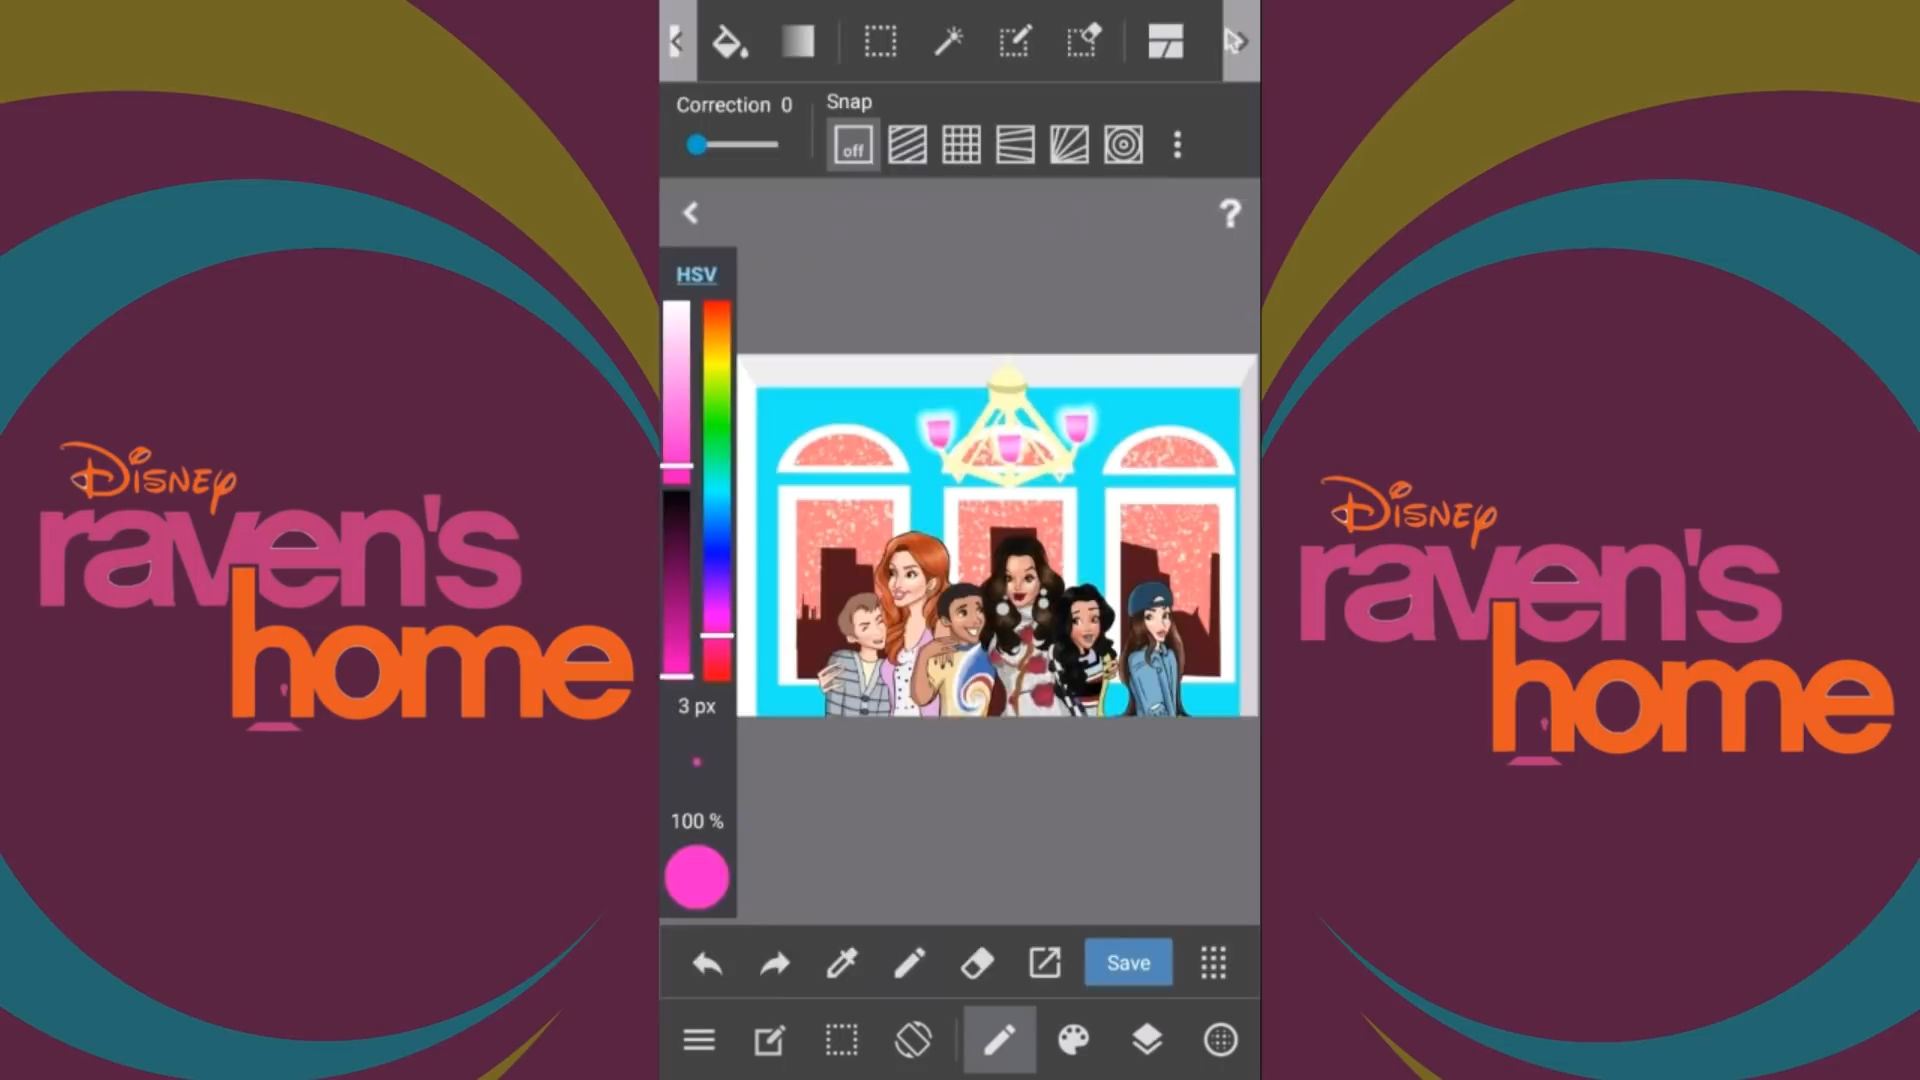 Correction 0
Snap
off
?
HSV
3 px
100 %
Save
Disney
raven's
home
Disney
raven's
home